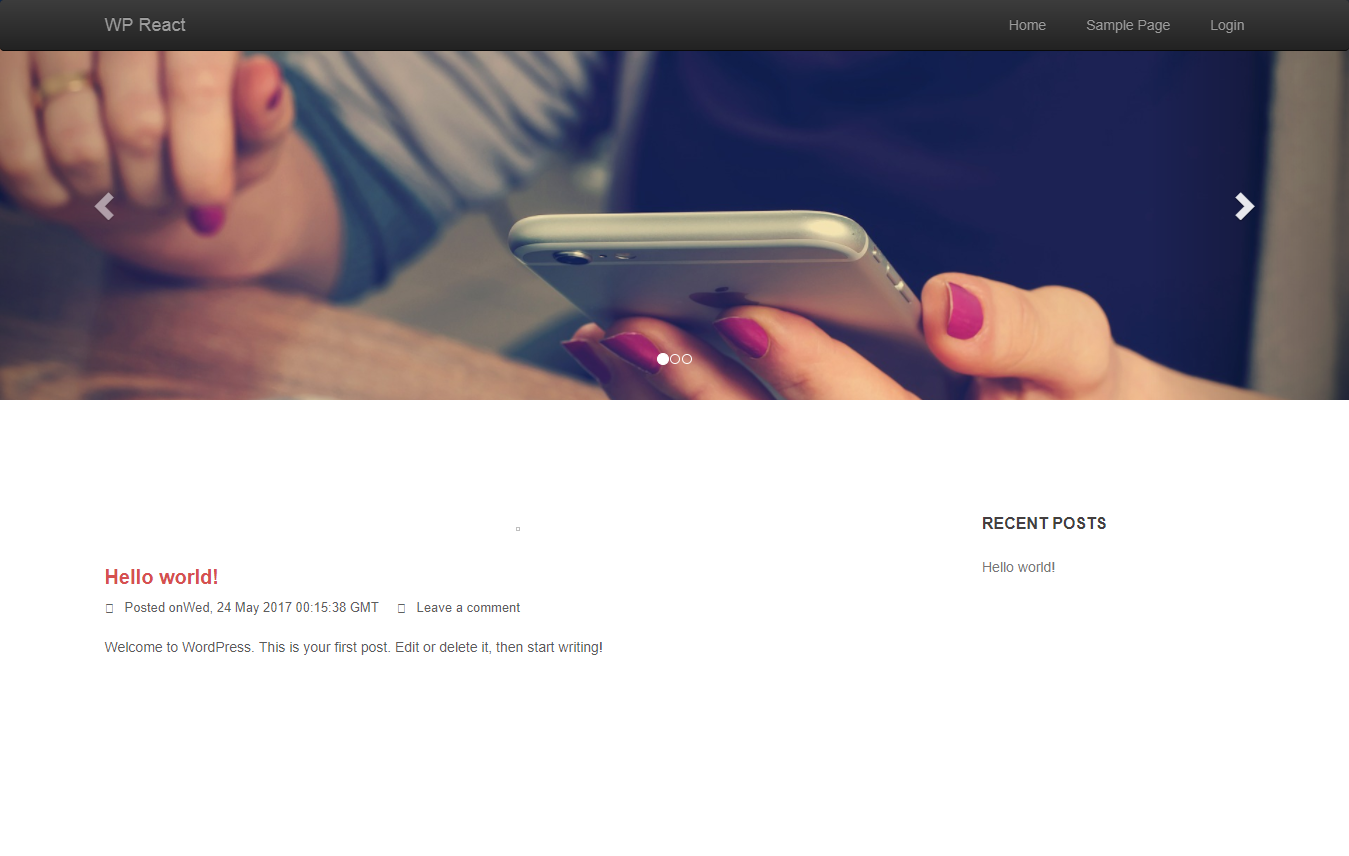 WP React
Home Sample Page Login
RECENT POSTS
Hello world!
Hello world!
Posted onWed, 24 May 2017 00:15:38 GMT Leave a comment
Welcome to WordPress. This is your first post. Edit or delete it, then start writing!